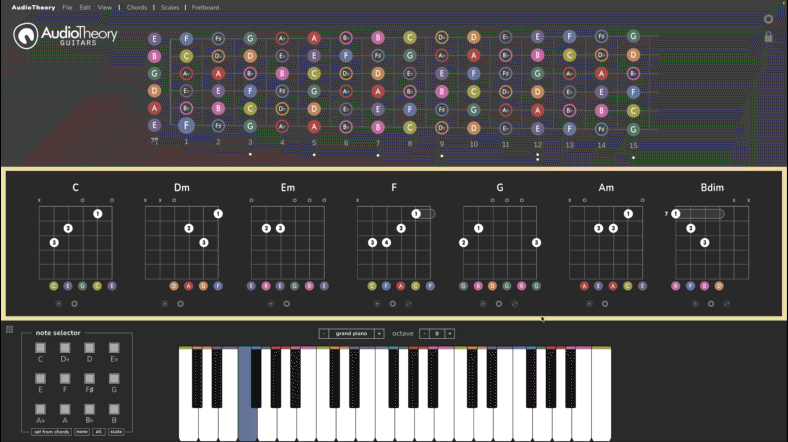 AudioTheory File Edit View | Chords | Scales | Fretboard
AudioTheory
GUITARS
E F F♯ G A♭ A B♭ B C D♭ D E♭ E F F♯ G
B C D♭ D E♭ E F F♯ G A♭ A B♭ B C D♭ D
G A♭ A B♭ B C D♭ D E♭ E F F♯ G A♭ A B♭
D E♭ E F F♯ G A♭ A B♭ B C D♭ D E♭ E F
A B♭ B C D♭ D E♭ E F F♯ G A♭ A B♭ B C
E F F♯ G A♭ A B♭ B C D♭ D E♭ E F F♯ G
1 2 3 4 5 6 7 8 9 10 11 12 13 14 15
C Dm Em F G Am Bdim
x o o x x o o o o o o o o x o o x x
1 1 1 1 7 1
2 2 2 3 1 2 3 2
3 3 3 4 2 3 3
C E G C E D A D F E B E G B E C F A C F G B D G B G A E A C E B F B D
note selector
- grand piano + octave - 0 +
C D♭ D E♭
E F F♯ G
A♭ A B♭ B
set from chords none all scale